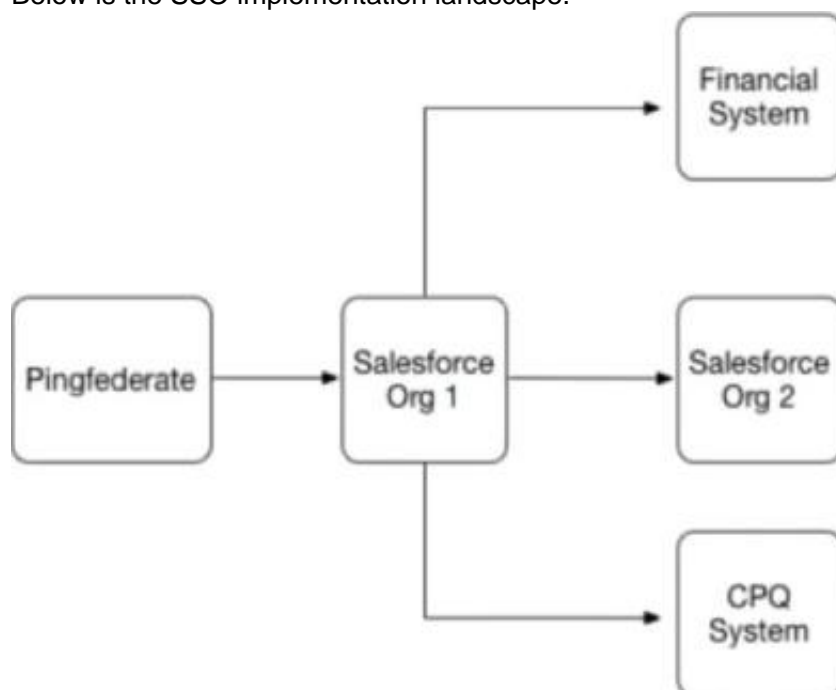 Below is the SSO implementation landscape:
Financial
System
Pingfederate
Salesforce
Org 1
Salesforce
Org 2
CPQ
System